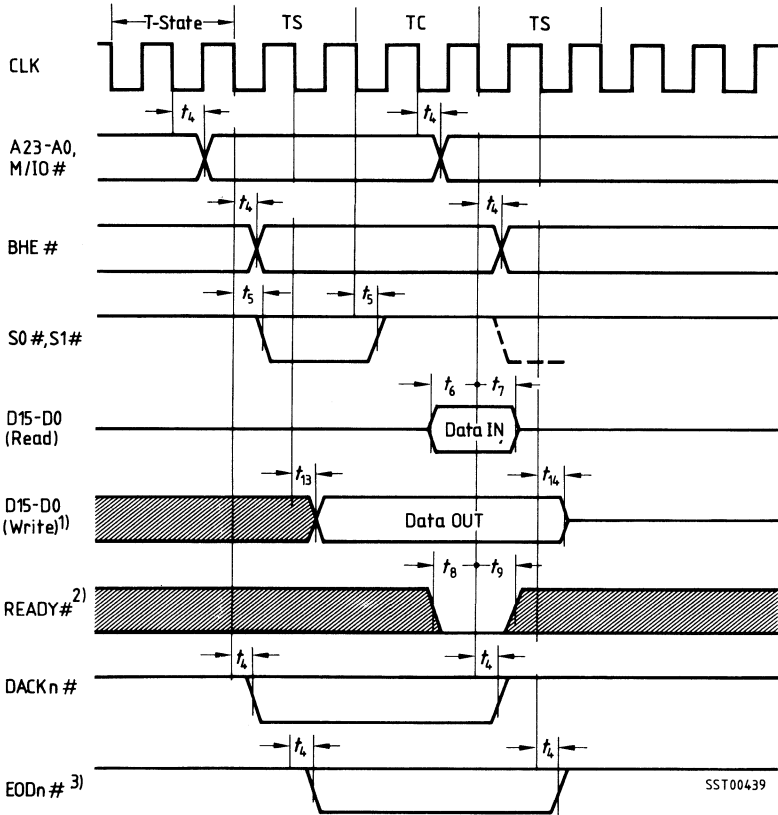 T-State TS TC TS
CLK
t4 t4
A23-A0,
M/IO#
t4 t4
BHE#
t5 t5
S0#,S1#
t6 t7
D15-D0
(Read)
Data IN
t13 t14
D15-D0
(Write)1)
Data OUT
t8 t9
READY#2)
t4 t4
DACKn#
t4 t4
EODn#3)
SST00439